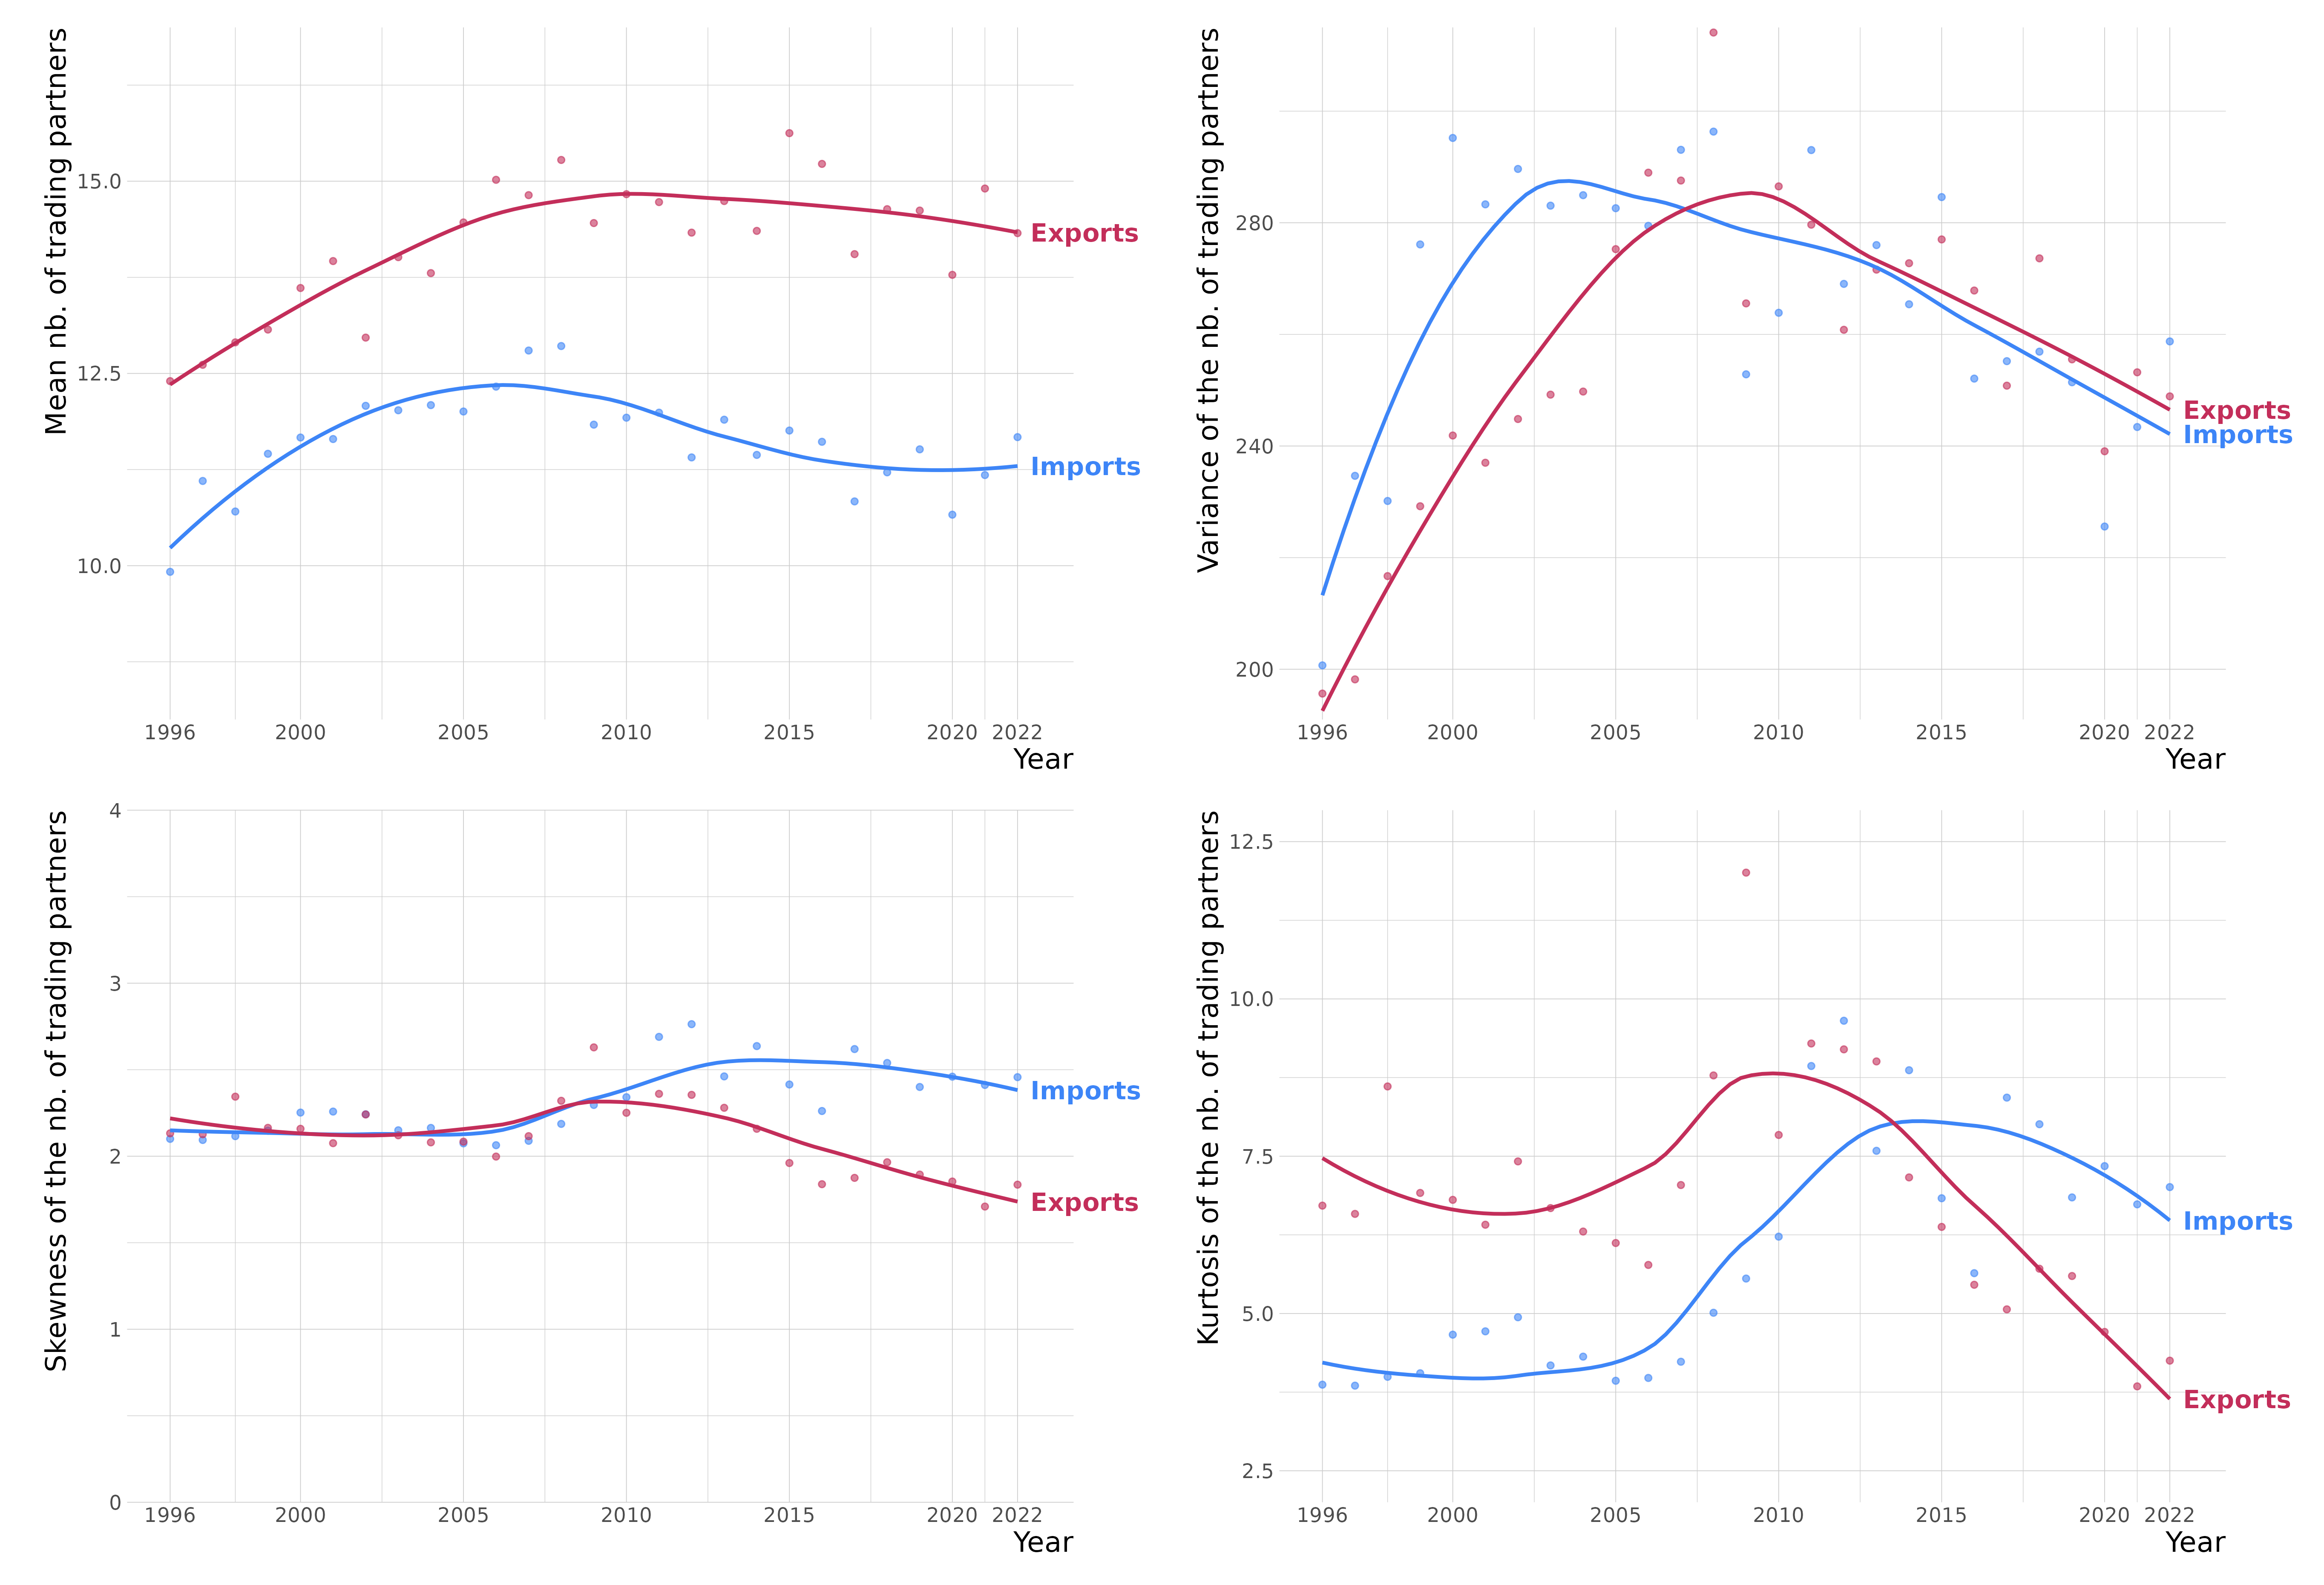 Mean nb. of trading partners
15.0
12.5
10.0
Exports
Imports
1996 2000 2005 2010 2015 2020 2022
Year
Variance of the nb. of trading partners
280
240
200
Exports
Imports
1996 2000 2005 2010 2015 2020 2022
Year
Skewness of the nb. of trading partners
4
3
2
1
0
Imports
Exports
1996 2000 2005 2010 2015 2020 2022
Year
Kurtosis of the nb. of trading partners
12.5
10.0
7.5
5.0
2.5
Imports
Exports
1996 2000 2005 2010 2015 2020 2022
Year